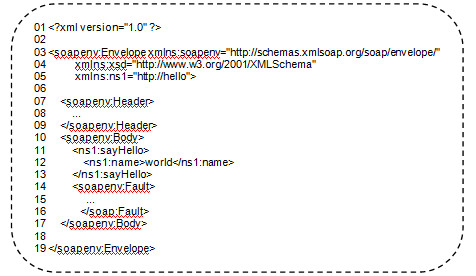 01 <?xml version="1.0" ?>
02
03 <soapenv:Envelope xmlns:soapenv="http://schemas.xmlsoap.org/soap/envelope/"
04 xmlns:xsd="http://www.w3.org/2001/XMLSchema"
05 xmlns:ns1="http://hello">
06
07 <soapenv:Header>
08 ...
09 </soapenv:Header>
10 <soapenv:Body>
11 <ns1:sayHello>
12 <ns1:name>world</ns1:name>
13 </ns1:sayHello>
14 <soapenv:Fault>
15 ...
16 </soap:Fault>
17 </soapenv:Body>
18
19 </soapenv:Envelope>